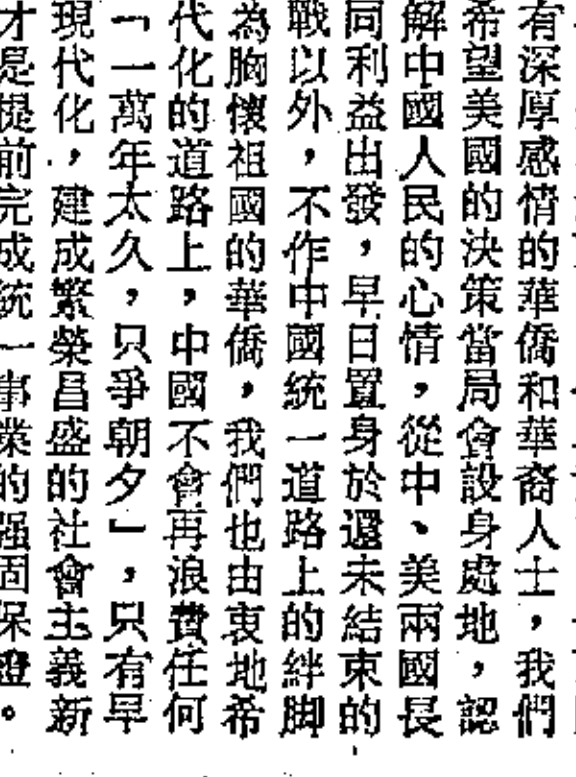 有深厚感情的華僑和華裔人士，我們
希望美國的決策當局會設身處地，認
解中國人民的心情，從中、美兩國長
同利益出發，早日置身於還未結束的
戰以外，不作中國統一道路上的絆脚
為胸懷祖國的華僑，我們也由衷地希
代化的道路上，中國不會再浪費任何
「一萬年太久，只爭朝夕」，只有早
現代化，建成繁榮昌盛的社會主義新
才是提前完成統一事業的强固保證。